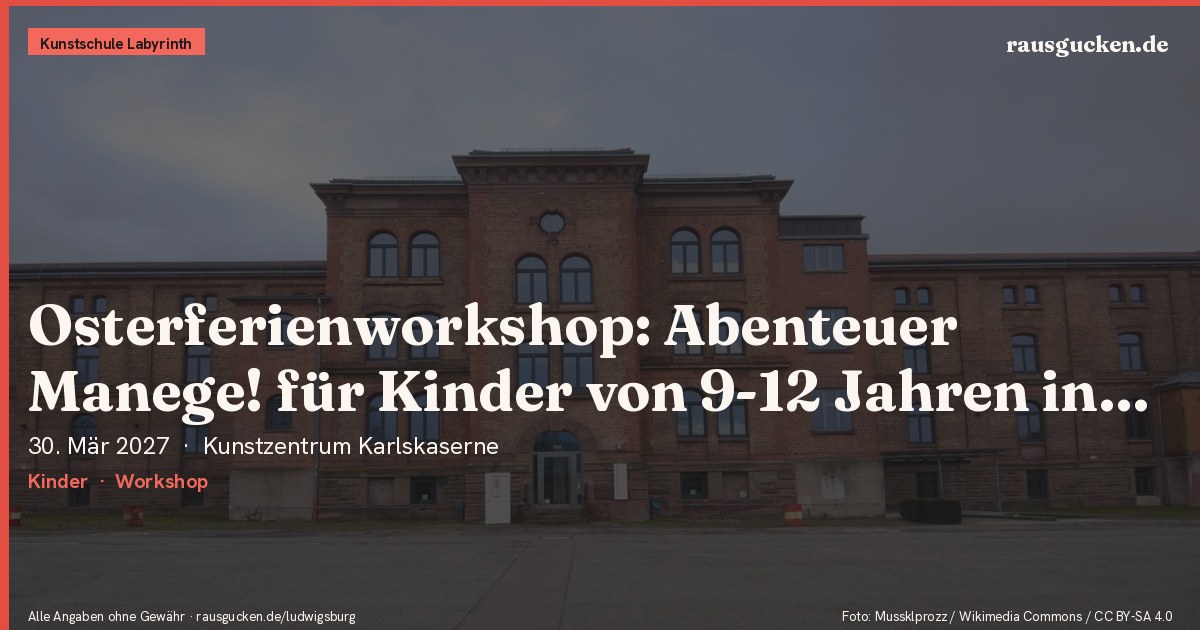 Kunstschule Labyrinth
rausgucken.de
Osterferienworkshop: Abenteuer
Manege! für Kinder von 9-12 Jahren in...
30. Mär 2027 · Kunstzentrum Karlskaserne
Kinder · Workshop
Alle Angaben ohne Gewähr · rausgucken.de/ludwigsburg
Foto: Mussklprozz / Wikimedia Commons / CC BY-SA 4.0